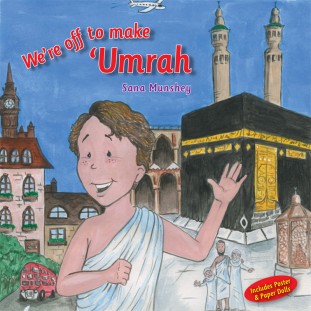 We're off to make
'Umrah
Sana Munshey
Includes Poster
& Paper Dolls